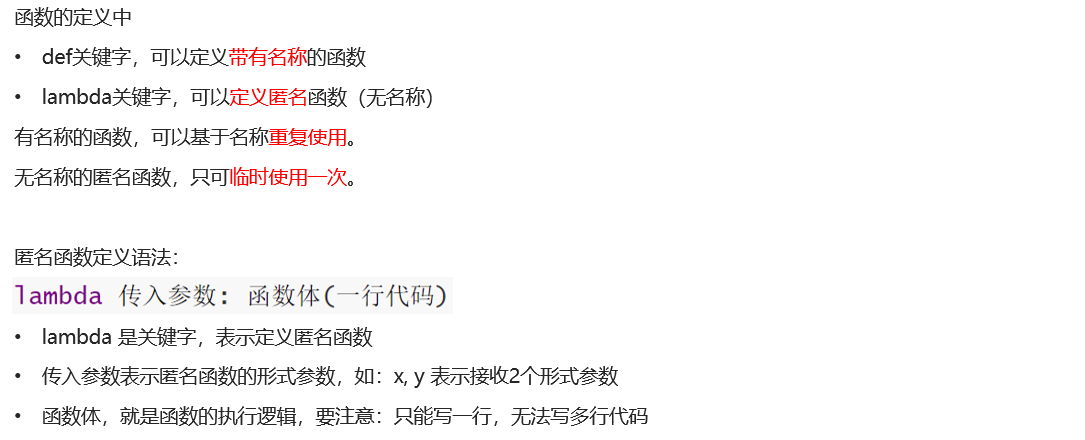 函数的定义中
• def关键字，可以定义带有名称的函数
• lambda关键字，可以定义匿名函数（无名称）
有名称的函数，可以基于名称重复使用。
无名称的匿名函数，只可临时使用一次。
匿名函数定义语法：
lambda 传入参数: 函数体(一行代码)
• lambda 是关键字，表示定义匿名函数
• 传入参数表示匿名函数的形式参数，如：x, y 表示接收2个形式参数
• 函数体，就是函数的执行逻辑，要注意：只能写一行，无法写多行代码